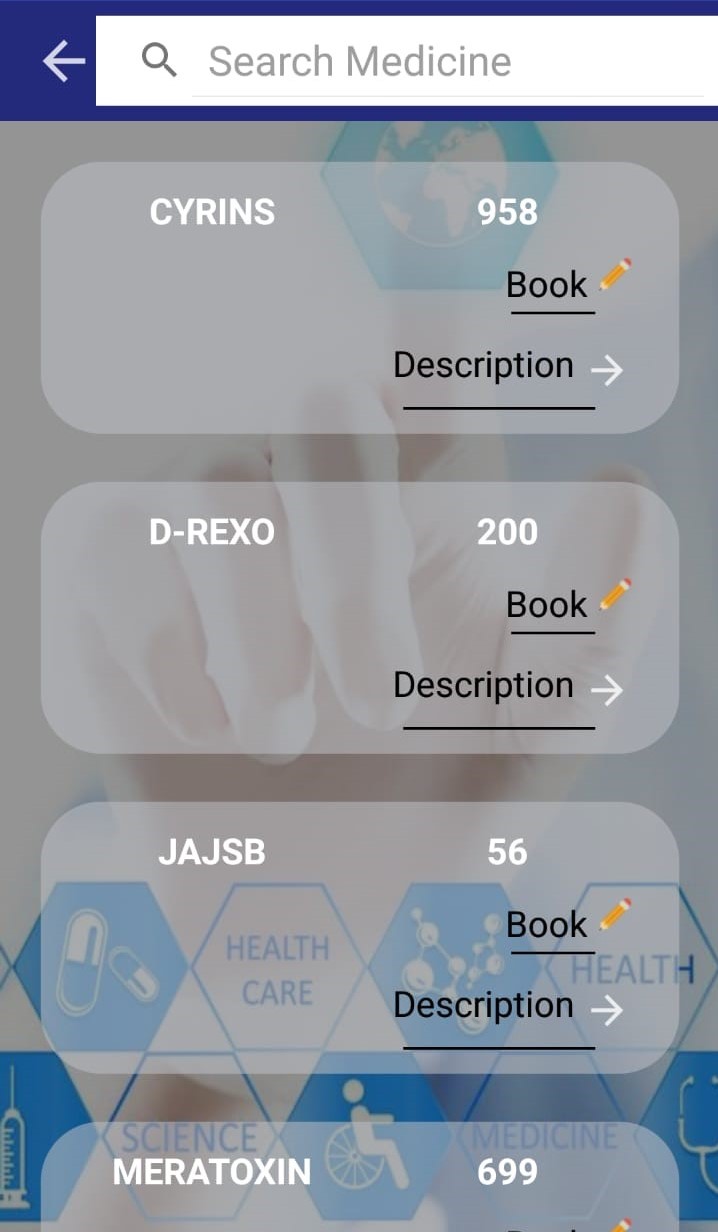 Search Medicine
CYRINS 958
Book
Description
D-REXO 200
Book
Description
JAJSB 56
Book
HEALTH
CARE
HEALTH
Description
SCIENCE
MEDICINE
MERATOXIN 699